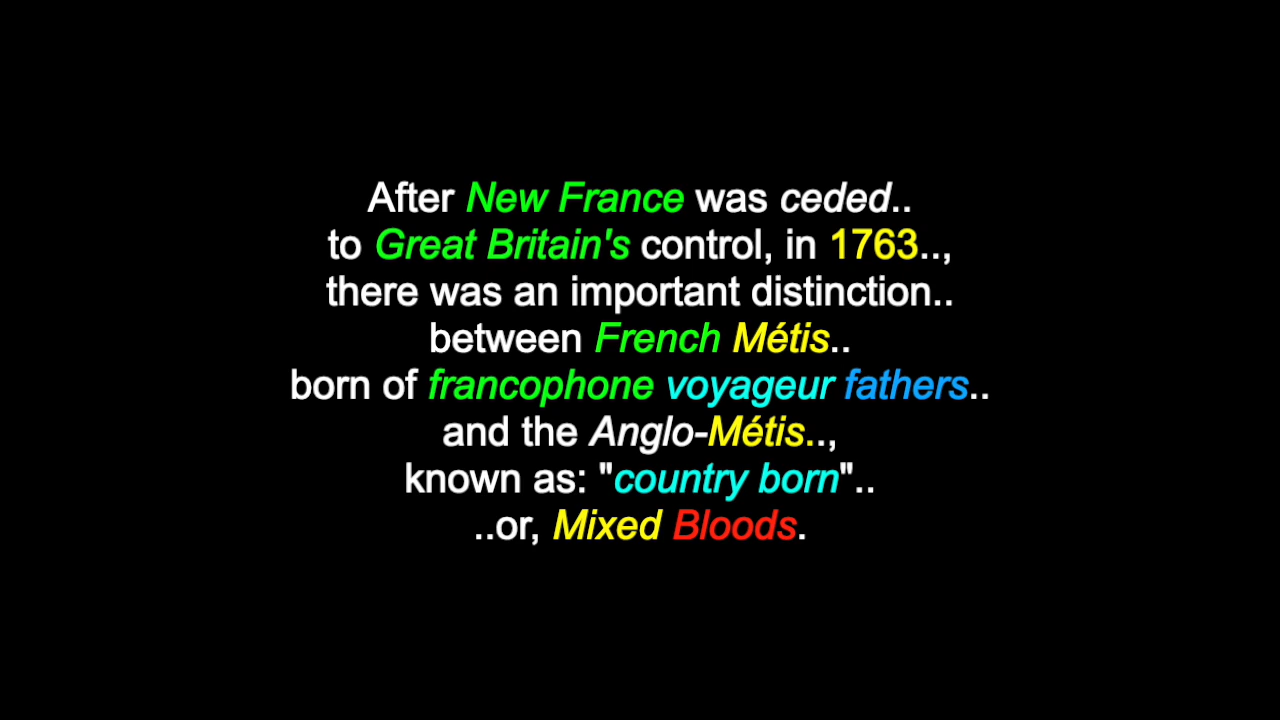 After New France was ceded..
to Great Britain's control, in 1763..,
there was an important distinction..
between French Métis..
born of francophone voyageur fathers..
and the Anglo-Métis..,
known as: "country born"..
..or, Mixed Bloods.